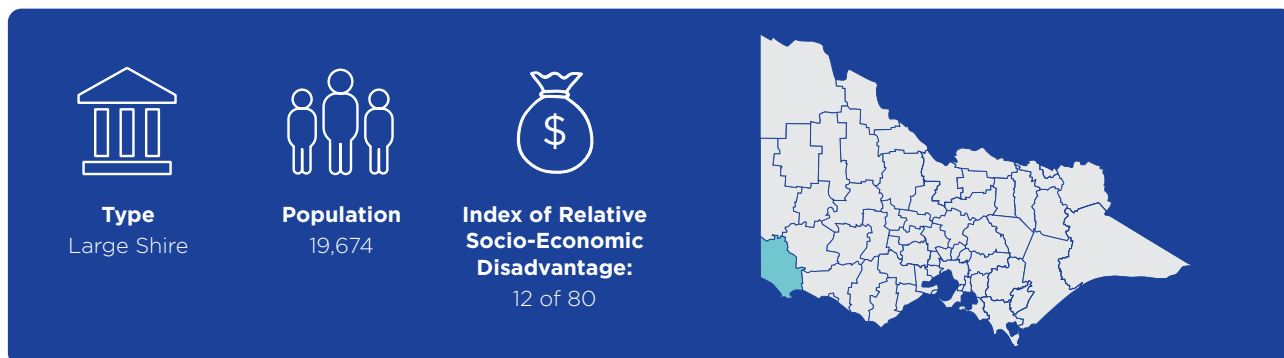 $
Type
Large Shire
Population
19,674
Index of Relative
Socio-Economic
Disadvantage:
12 of 80